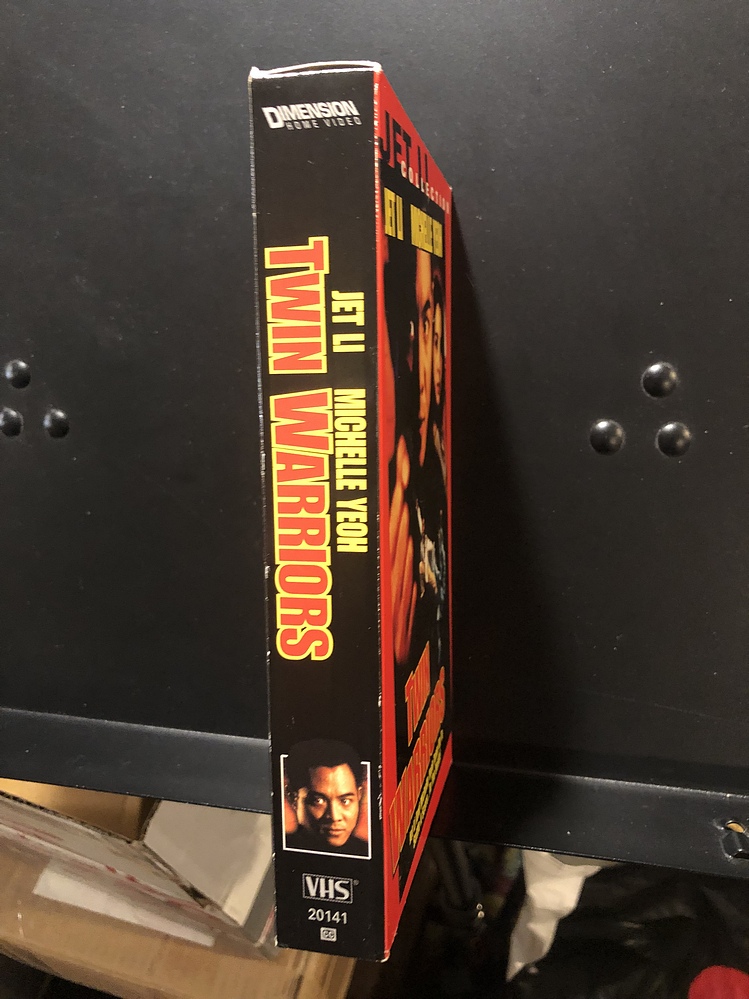 DIMENSION
HOME VIDEO
JET LI MICHELLE YEOH
TWIN WARRIORS
VHS
20141
CC
JET LI
COLLECTION
JET LI MICHELLE YEOH
TWIN
WARRIORS